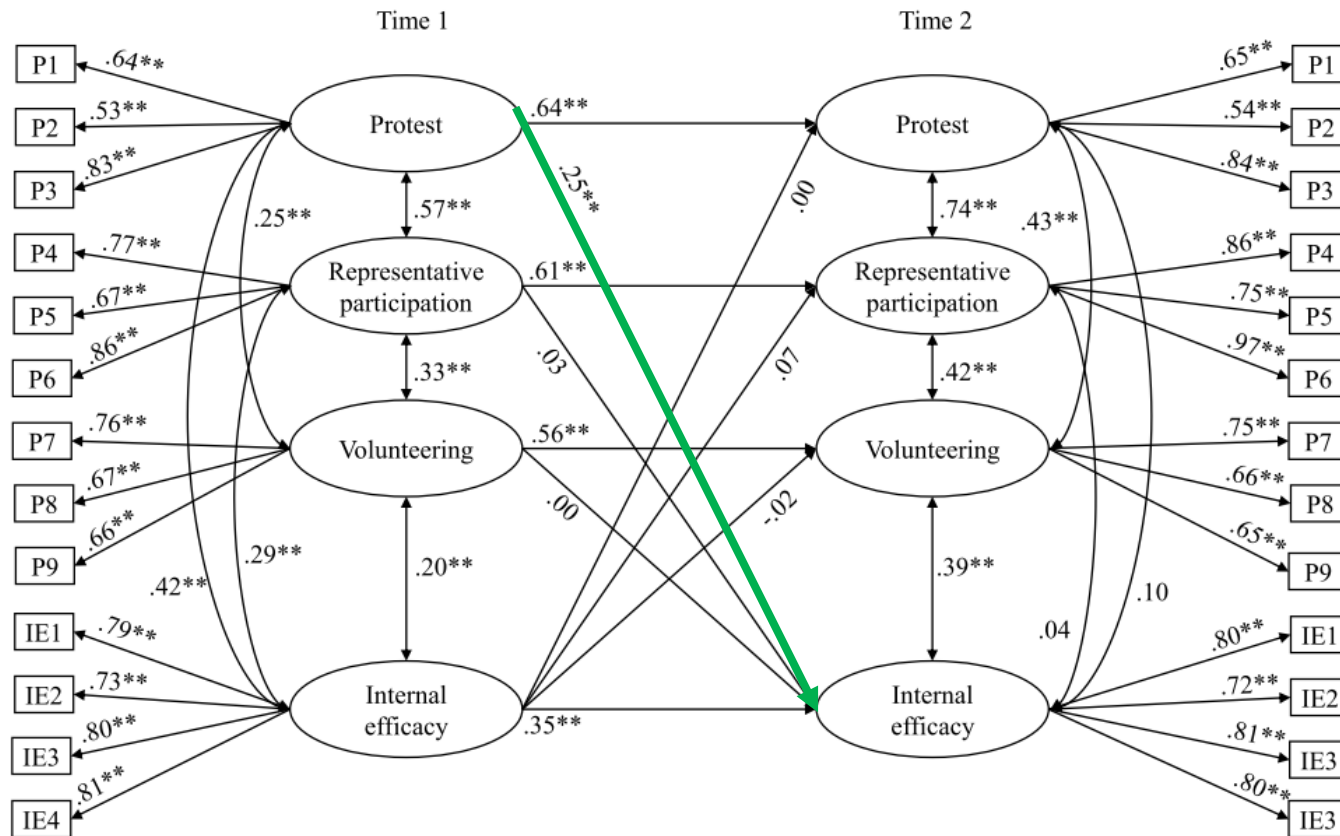 Time 1
Time 2
P1
P2
P3
P4
P5
P6
P7
P8
P9
IE1
IE2
IE3
IE4
.64**
.53**
.83**
.77**
.67**
.86**
.76**
.67**
.66**
.79**
.73**
.80**
.81**
Protest
Representative
participation
Volunteering
Internal
efficacy
.57**
.33**
.20**
.25**
.29**
.42**
.64**
.25**
.61**
.03
.56**
.00
.35**
.00
.07
-.02
Protest
Representative
participation
Volunteering
Internal
efficacy
.74**
.42**
.39**
.43**
.04
.10
.65**
.54**
.84**
.86**
.75**
.97**
.75**
.66**
.65**
.80**
.72**
.81**
.80**
P1
P2
P3
P4
P5
P6
P7
P8
P9
IE1
IE2
IE3
IE3